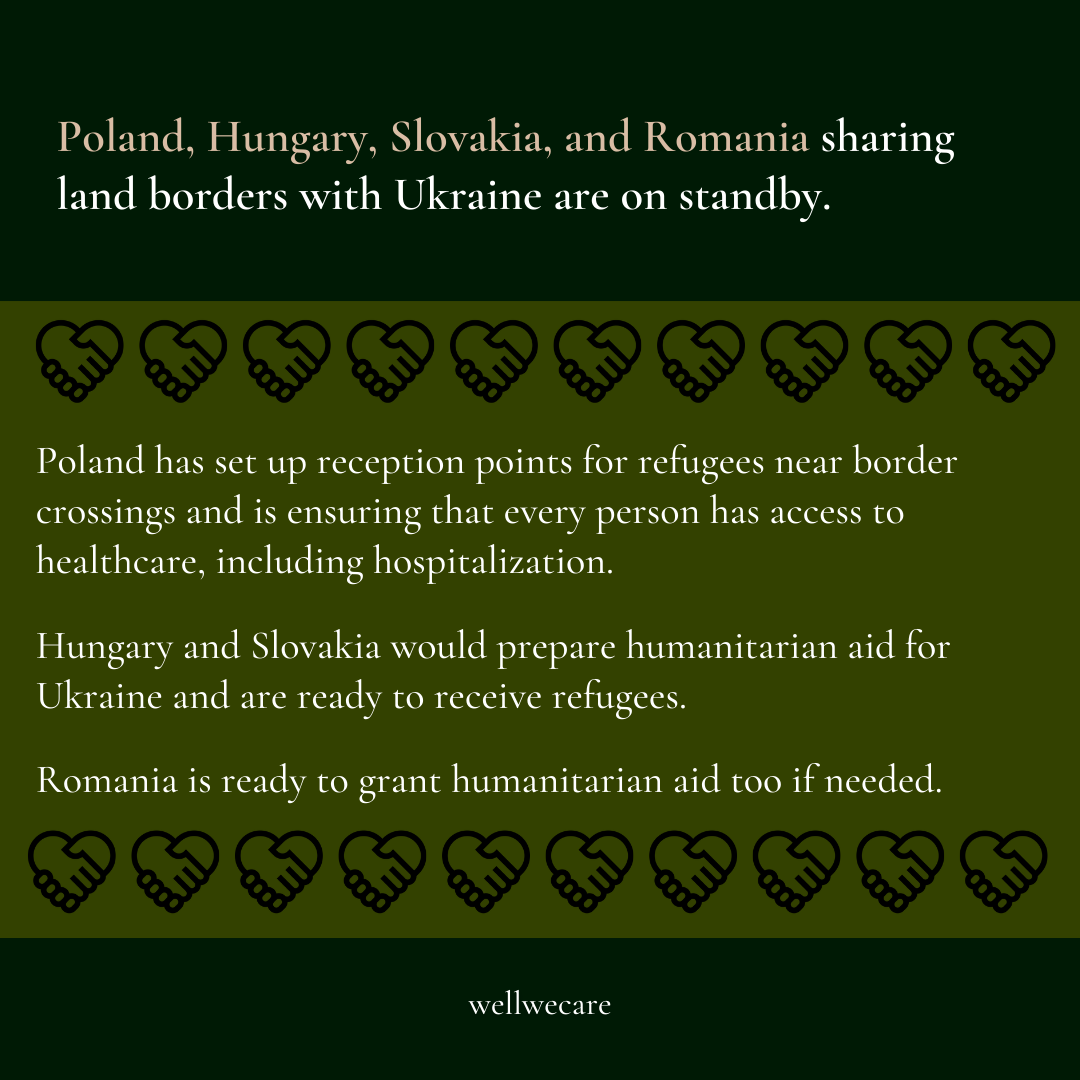 Poland, Hungary, Slovakia, and Romania sharing
land borders with Ukraine are on standby.
Poland has set up reception points for refugees near border
crossings and is ensuring that every person has access to
healthcare, including hospitalization.
Hungary and Slovakia would prepare humanitarian aid for
Ukraine and are ready to receive refugees.
Romania is ready to grant humanitarian aid too if needed.
wellwecare